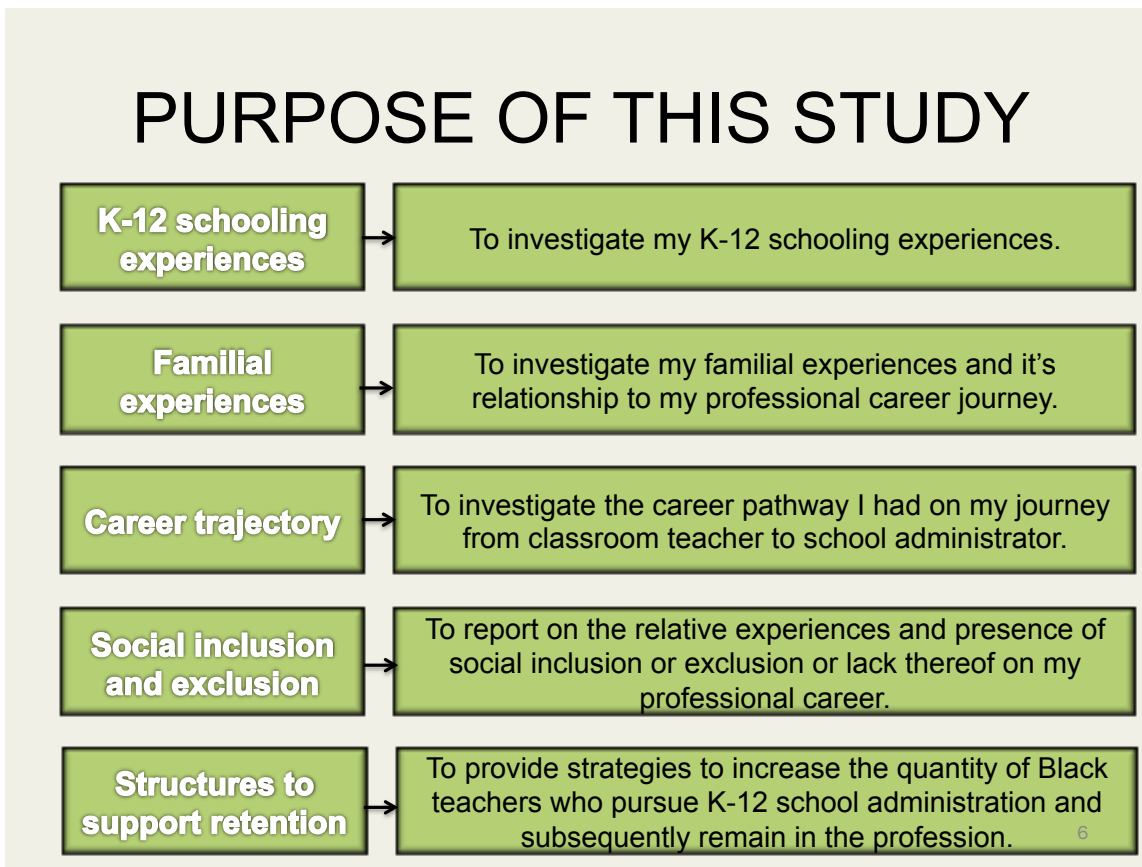 PURPOSE OF THIS STUDY
K-12 schooling
experiences
To investigate my K-12 schooling experiences.
Familial
experiences
To investigate my familial experiences and it’s
relationship to my professional career journey.
Career trajectory
To investigate the career pathway I had on my journey
from classroom teacher to school administrator.
Social inclusion
and exclusion
To report on the relative experiences and presence of
social inclusion or exclusion or lack thereof on my
professional career.
Structures to
support retention
To provide strategies to increase the quantity of Black
teachers who pursue K-12 school administration and
subsequently remain in the profession.
6